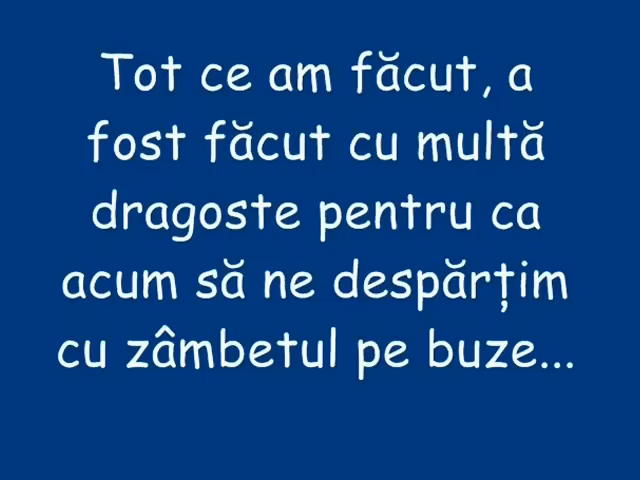 Tot ce am făcut, a
fost făcut cu multă
dragoste pentru ca
acum să ne despărțim
cu zâmbetul pe buze...